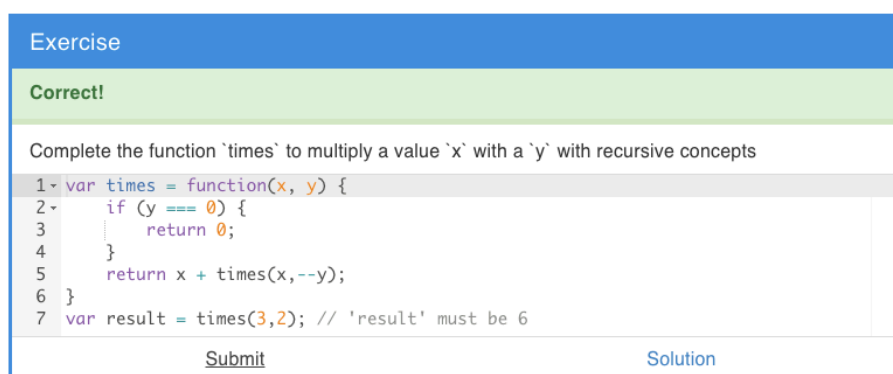 Exercise
Correct!
Complete the function `times` to multiply a value `x` with a `y` with recursive concepts
1 var times = function(x, y) {
2     if (y === 0) {
3         return 0;
4     }
5     return x + times(x,--y);
6 }
7 var result = times(3,2); // 'result' must be 6
Submit Solution